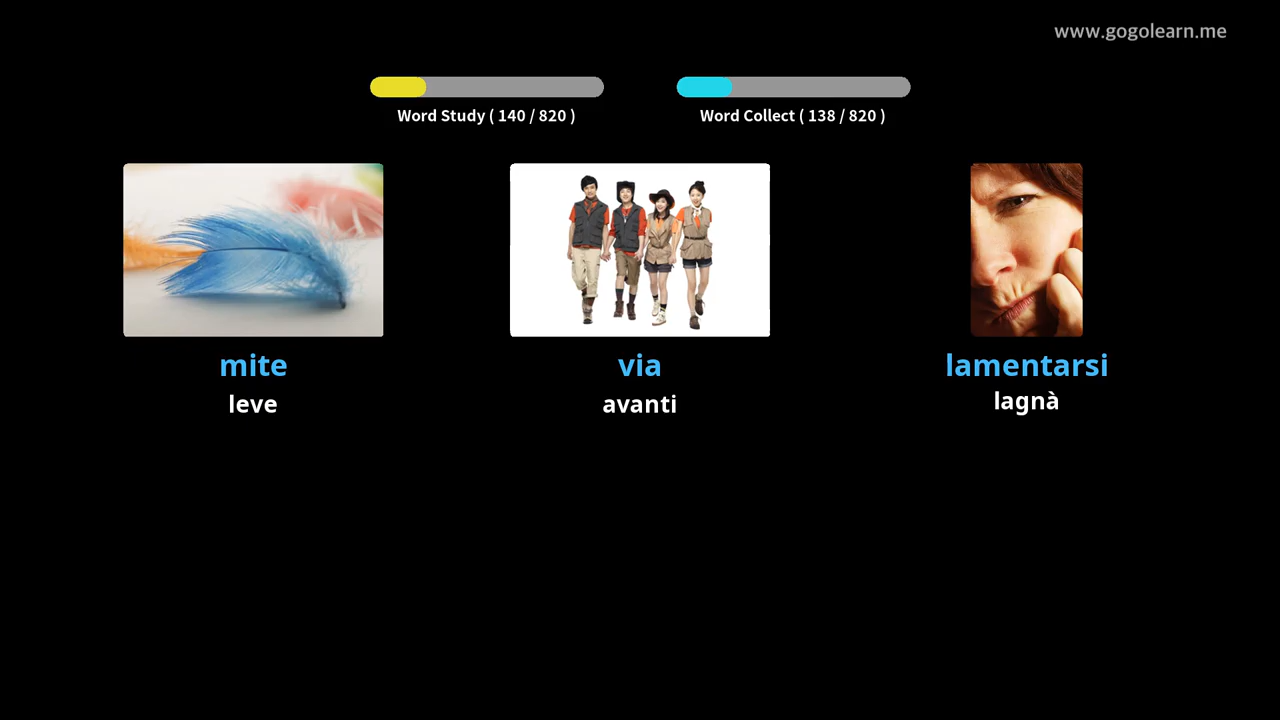 www.gogolearn.me
Word Study ( 140 / 820 )
Word Collect ( 138 / 820 )
mite
leve
via
avanti
lamentarsi
lagnà